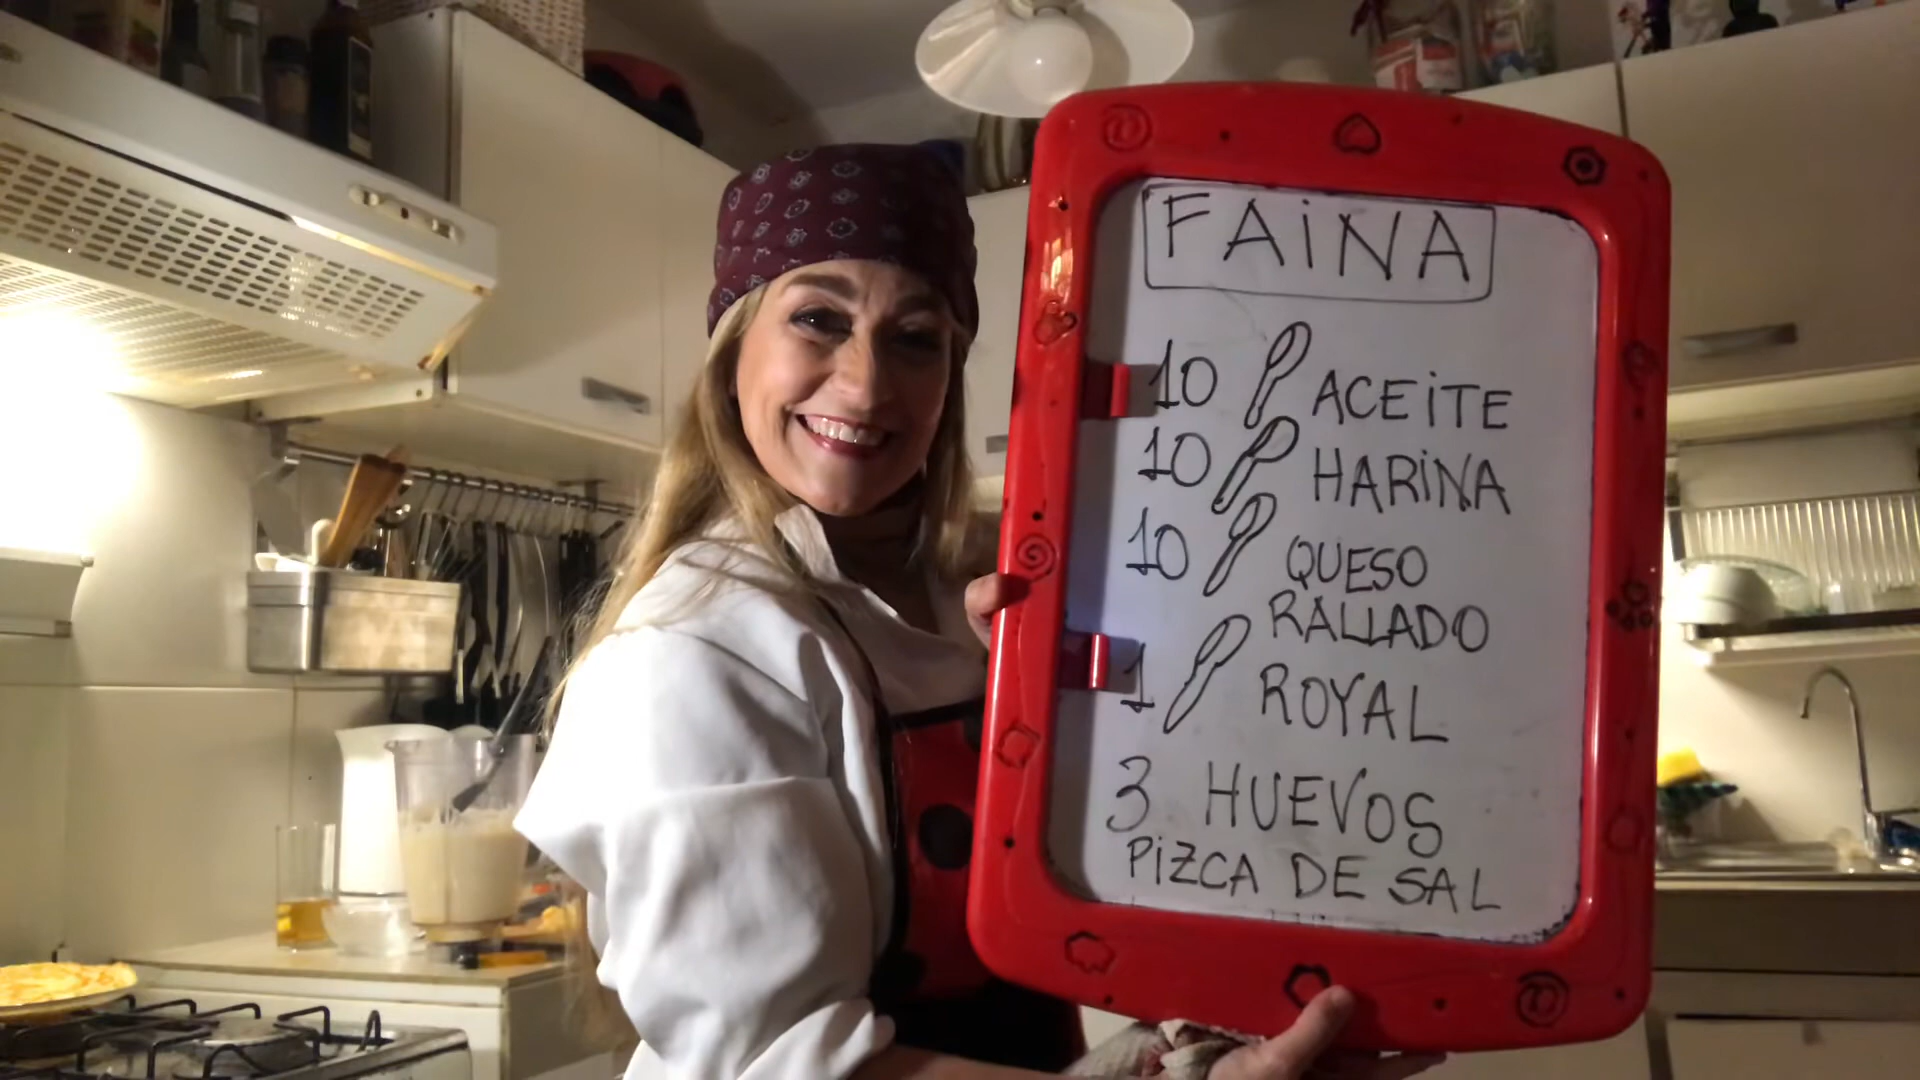 FAiNA
10 ACEiTE
10 HARiNA
10 QUESO
RALLADO
1 ROYAL
3 HUEVOS
PiZCA DE SAL